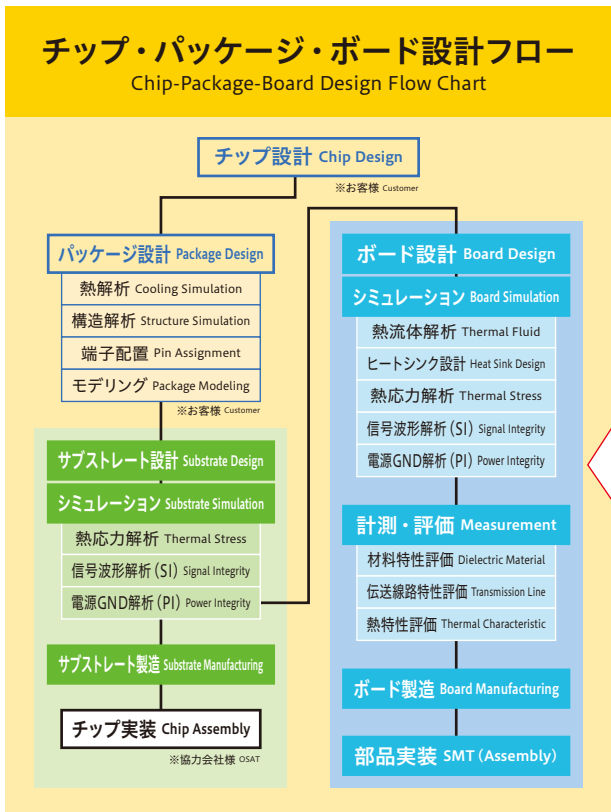 チップ・パッケージ・ボード設計フロー
Chip-Package-Board Design Flow Chart
チップ設計 Chip Design
※お客様 Customer
パッケージ設計 Package Design
熱解析 Cooling Simulation
構造解析 Structure Simulation
端子配置 Pin Assignment
モデリング Package Modeling
※お客様 Customer
サブストレート設計 Substrate Design
シミュレーション Substrate Simulation
熱応力解析 Thermal Stress
信号波形解析(SI) Signal Integrity
電源GND解析(PI) Power Integrity
サブストレート製造 Substrate Manufacturing
チップ実装 Chip Assembly
※協力会社様 OSAT
ボード設計 Board Design
シミュレーション Board Simulation
熱流体解析 Thermal Fluid
ヒートシンク設計 Heat Sink Design
熱応力解析 Thermal Stress
信号波形解析(SI) Signal Integrity
電源GND解析(PI) Power Integrity
計測・評価 Measurement
材料特性評価 Dielectric Material
伝送線路特性評価 Transmission Line
熱特性評価 Thermal Characteristic
ボード製造 Board Manufacturing
部品実装 SMT(Assembly)